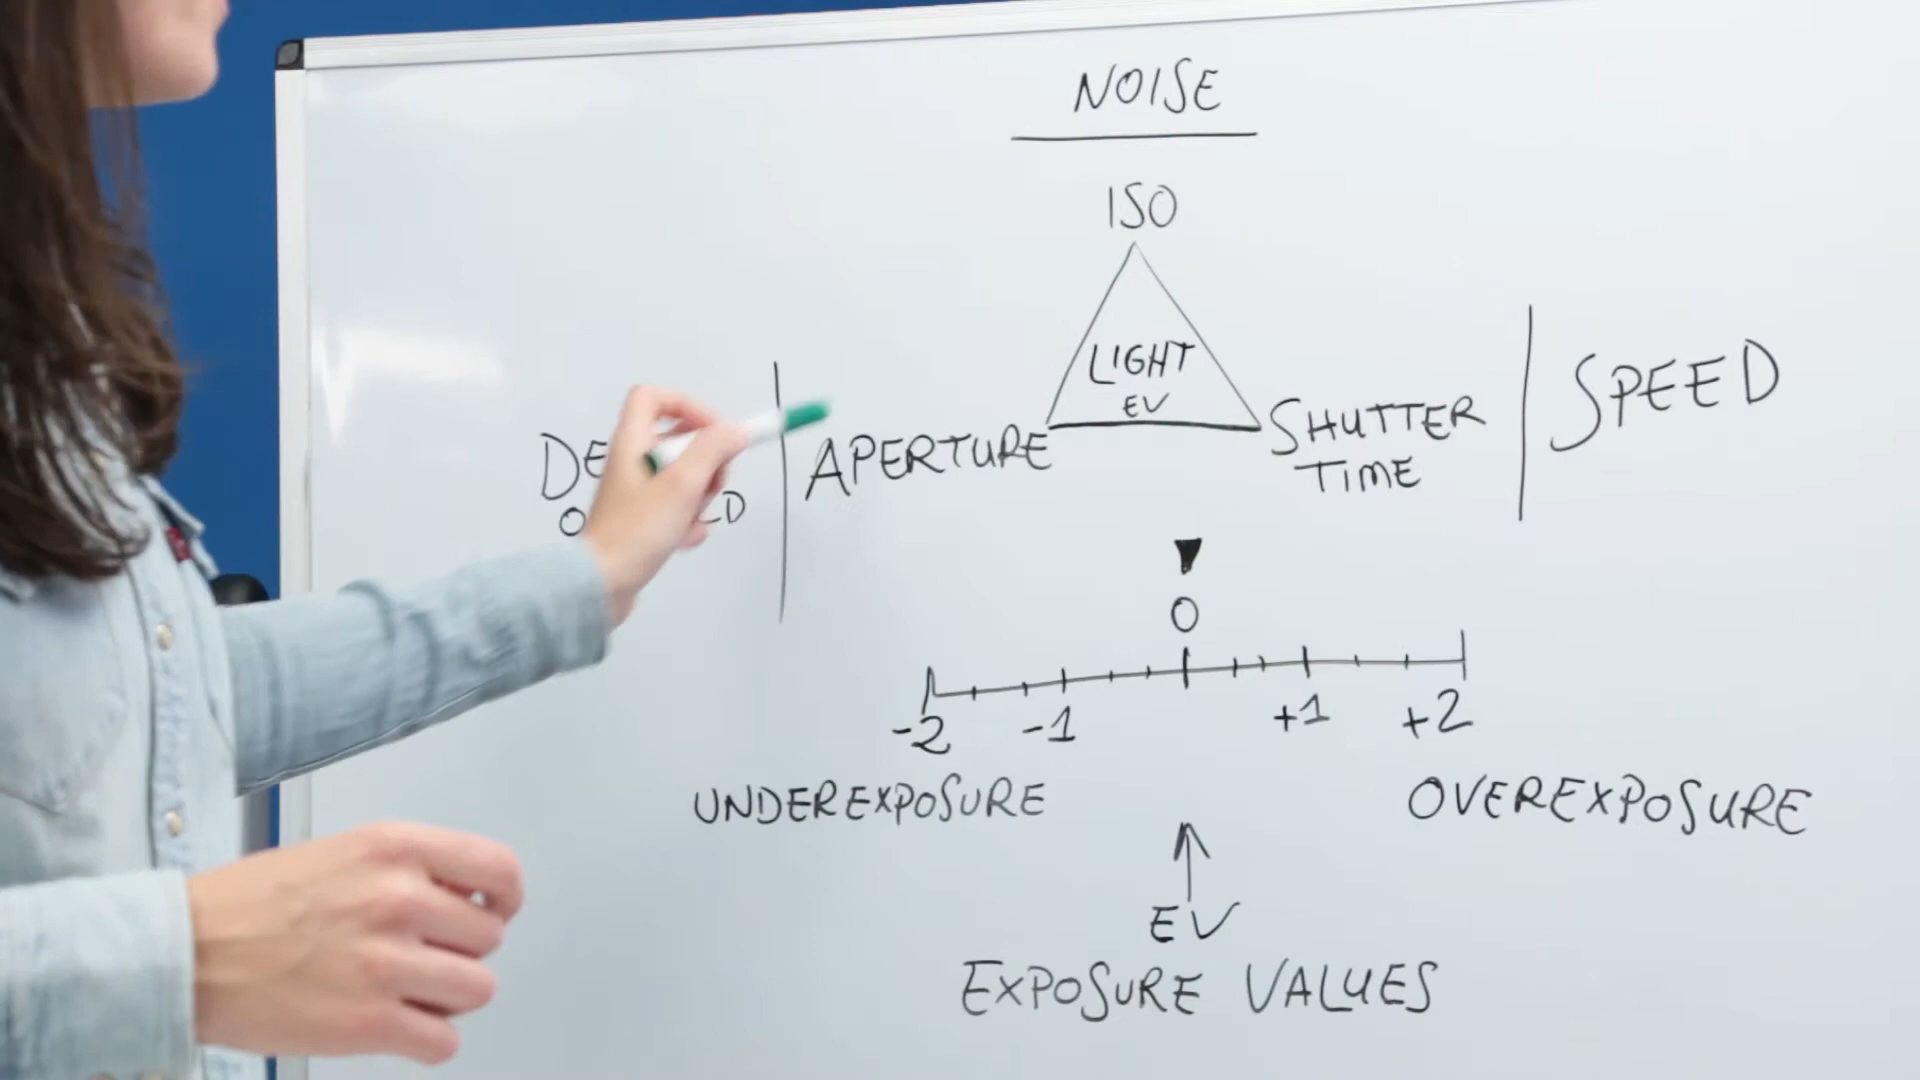 NOISE
ISO
LIGHT
EV
APERTURE
SHUTTER
TIME
SPEED
0
-2 -1 +1 +2
UNDEREXPOSURE
OVEREXPOSURE
EV
EXPOSURE VALUES